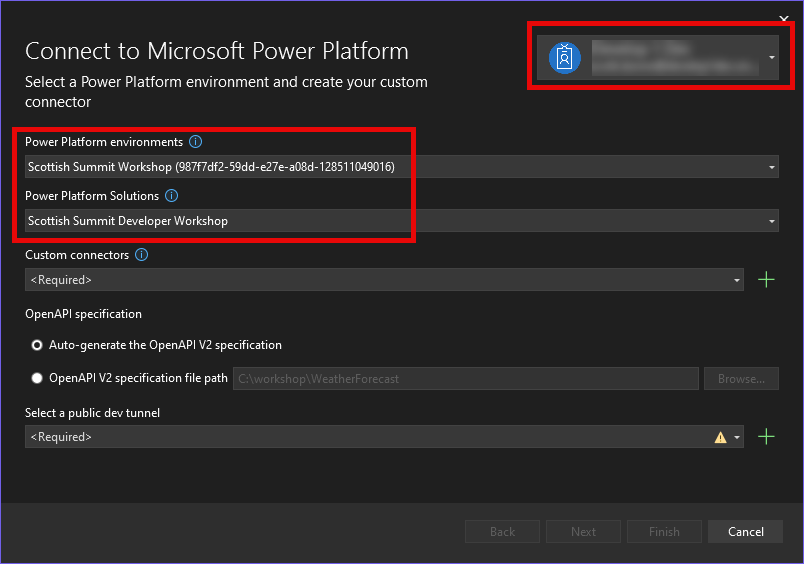 Connect to Microsoft Power Platform
Select a Power Platform environment and create your custom
connector
Power Platform environments
Scottish Summit Workshop (987f7df2-59dd-e27e-a08d-128511049016)
Power Platform Solutions
Scottish Summit Developer Workshop
Custom connectors
<Required>
OpenAPI specification
Auto-generate the OpenAPI V2 specification
OpenAPI V2 specification file path
C:\workshop\WeatherForecast
Browse...
Select a public dev tunnel
<Required>
Back
Next
Finish
Cancel